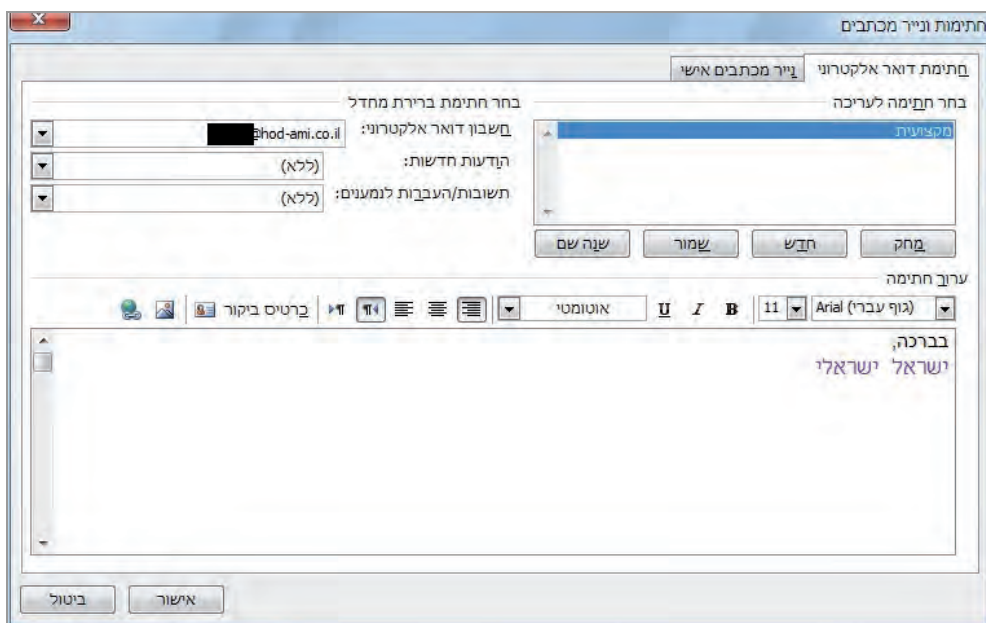 חתימות ונייר מכתבים
חתימת דואר אלקטרוני
נייר מכתבים אישי
בחר חתימה לעריכה
בחר חתימת ברירת מחדל
מקצועית
חשבון דואר אלקטרוני: @hod-ami.co.il
הודעות חדשות: (ללא)
תשובות/העברות לנמענים: (ללא)
מחק חדש שמור שנה שם
ערוך חתימה
Arial (גוף עברי) 11 B I U אוטומטי כרטיס ביקור
בברכה,
ישראל ישראלי
אישור ביטול